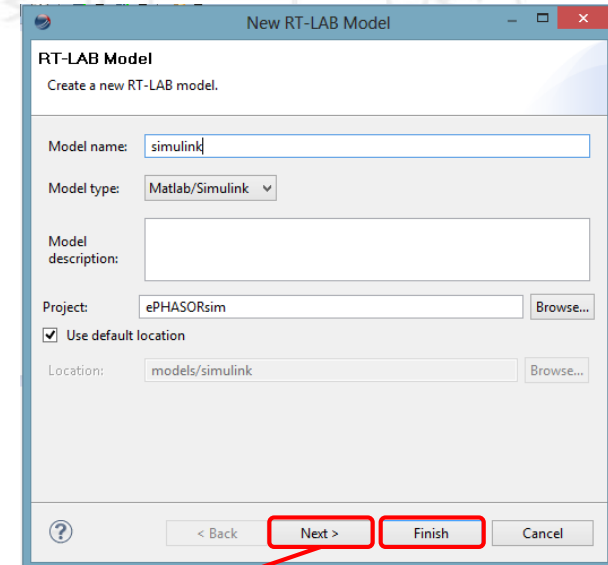 New RT-LAB Model
RT-LAB Model
Create a new RT-LAB model.
Model name: simulink
Model type: Matlab/Simulink
Model
description:
Project: ePHASORsim Browse...
Use default location
Location: models/simulink Browse...
< Back Next > Finish Cancel